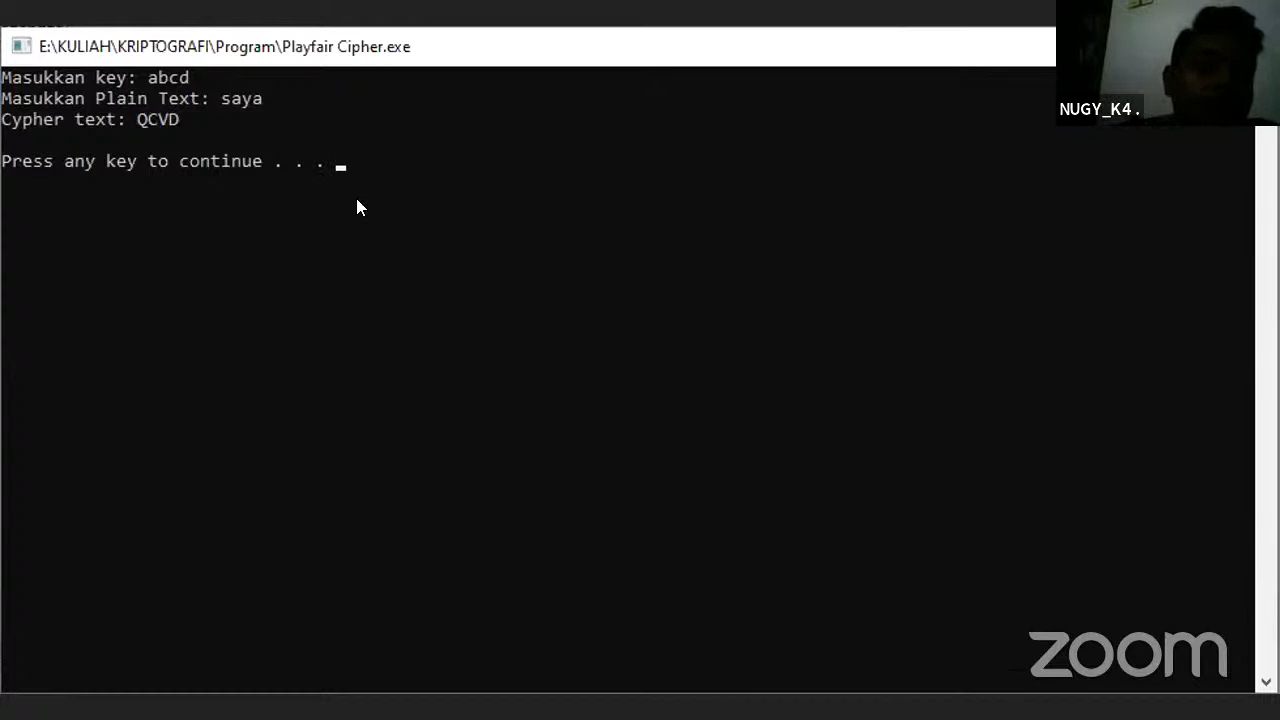 E:\KULIAH\KRIPTOGRAFI\Program\Playfair Cipher.exe
Masukkan key: abcd
Masukkan Plain Text: saya
Cypher text: QCVD
Press any key to continue . . .
NUGY_K4 .
zoom